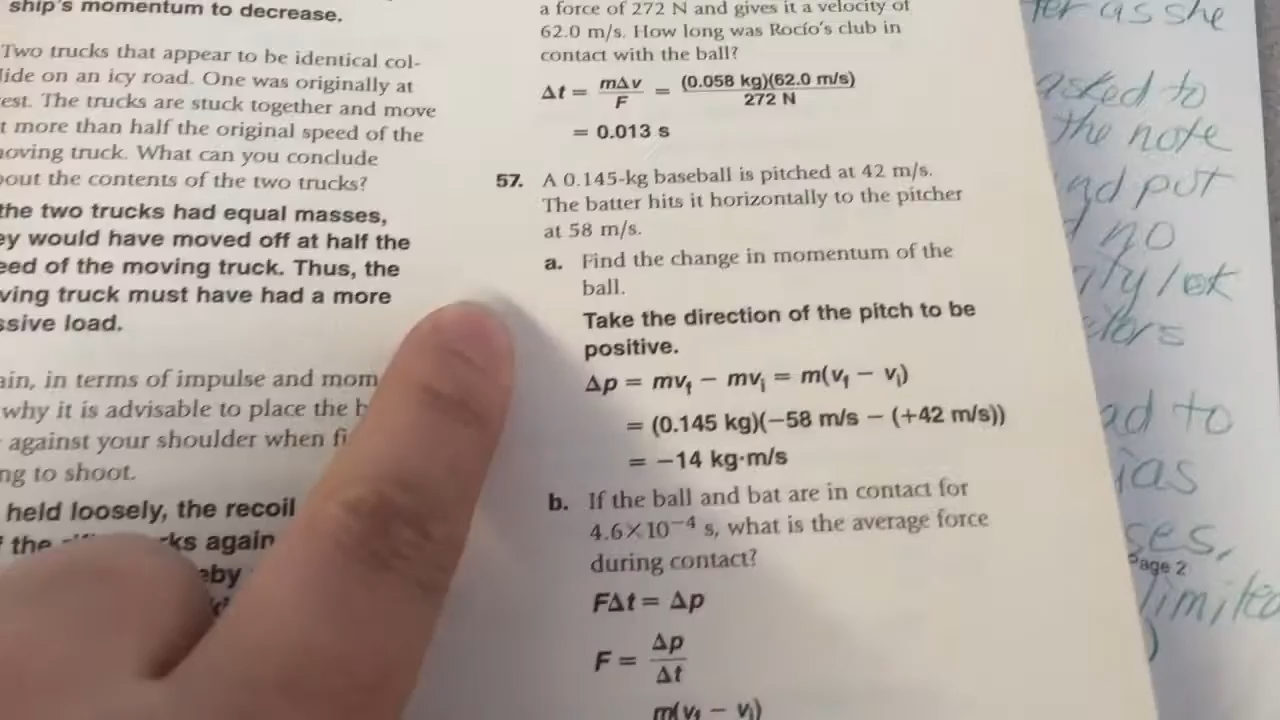 ship's momentum to decrease.
Two trucks that appear to be identical col-
lide on an icy road. One was originally at
rest. The trucks are stuck together and move
t more than half the original speed of the
moving truck. What can you conclude
bout the contents of the two trucks?
the two trucks had equal masses,
ey would have moved off at half the
eed of the moving truck. Thus, the
ving truck must have had a more
ssive load.
ain, in terms of impulse and mom
why it is advisable to place the b
against your shoulder when fi
ng to shoot.
held loosely, the recoil
the ks again
eby
a force of 272 N and gives it a velocity of
62.0 m/s. How long was Rocío's club in
contact with the ball?
Δt = mΔv/F = (0.058 kg)(62.0 m/s)/272 N
= 0.013 s
57. A 0.145-kg baseball is pitched at 42 m/s.
The batter hits it horizontally to the pitcher
at 58 m/s.
a. Find the change in momentum of the
ball.
Take the direction of the pitch to be
positive.
Δp = mvf − mvi = m(vf − vi)
= (0.145 kg)(−58 m/s − (+42 m/s))
= −14 kg·m/s
b. If the ball and bat are in contact for
4.6×10⁻⁴ s, what is the average force
during contact?
FΔt = Δp
F = Δp/Δt
m(vf − vi)
as she
asked to
the note
nd put
no
ity/ok
ad to
ias
ses,
Page 2
limited